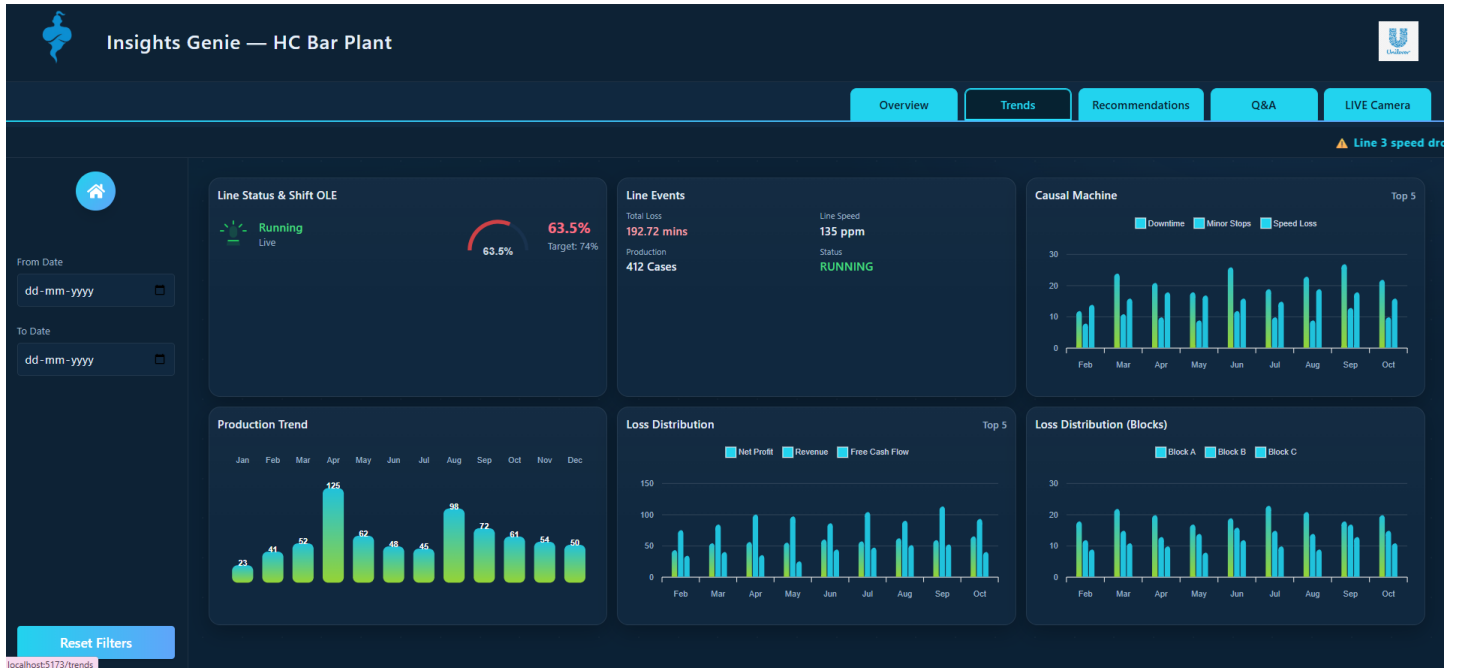 Insights Genie — HC Bar Plant
Unilever
Overview
Trends
Recommendations
Q&A
LIVE Camera
Line 3 speed dro
From Date
dd-mm-yyyy
To Date
dd-mm-yyyy
Reset Filters
localhost:5173/trends
Line Status & Shift OLE
Running
Live
63.5%
63.5%
Target: 74%
Line Events
Total Loss
192.72 mins
Line Speed
135 ppm
Production
412 Cases
Status
RUNNING
Causal Machine
Top 5
Downtime Minor Stops Speed Loss
30
20
10
0
Feb Mar Apr May Jun Jul Aug Sep Oct
Production Trend
Jan Feb Mar Apr May Jun Jul Aug Sep Oct Nov Dec
23 41 52 125 62 48 45 98 72 61 54 50
Loss Distribution
Top 5
Net Profit Revenue Free Cash Flow
150
100
50
0
Feb Mar Apr May Jun Jul Aug Sep Oct
Loss Distribution (Blocks)
Block A Block B Block C
30
20
10
0
Feb Mar Apr May Jun Jul Aug Sep Oct